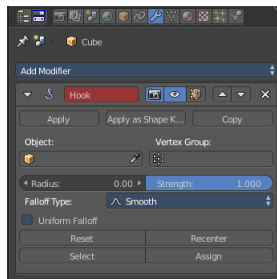 Cube
Add Modifier
Hook
Apply Apply as Shape K... Copy
Object: Vertex Group:
Radius: 0.00 Strength: 1.000
Falloff Type: Smooth
Uniform Falloff
Reset Recenter
Select Assign